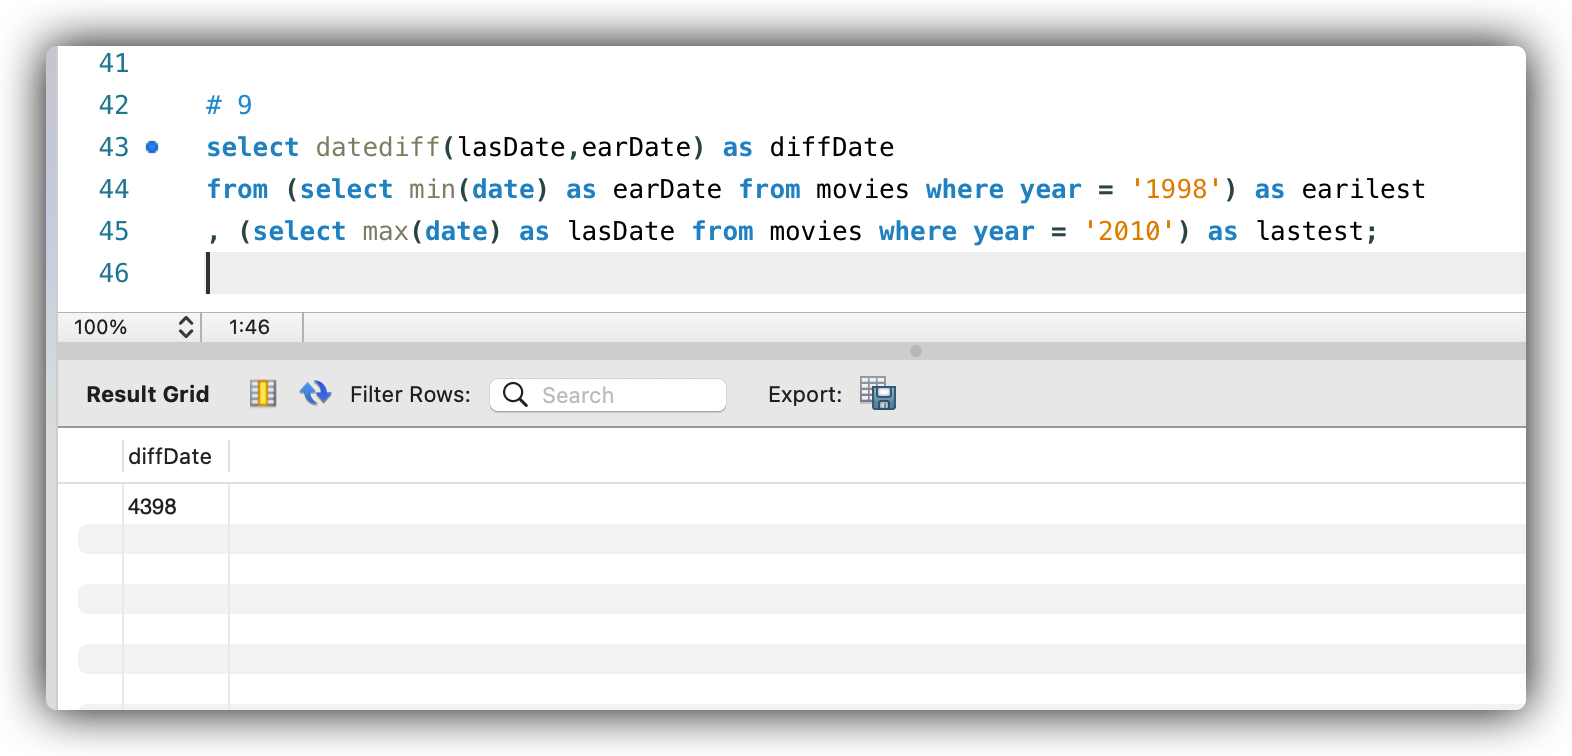 41
42 # 9
43 select datediff(lasDate,earDate) as diffDate
44 from (select min(date) as earDate from movies where year = '1998') as earilest
45 , (select max(date) as lasDate from movies where year = '2010') as lastest;
46
100% 1:46
Result Grid Filter Rows: Search Export:
diffDate
4398